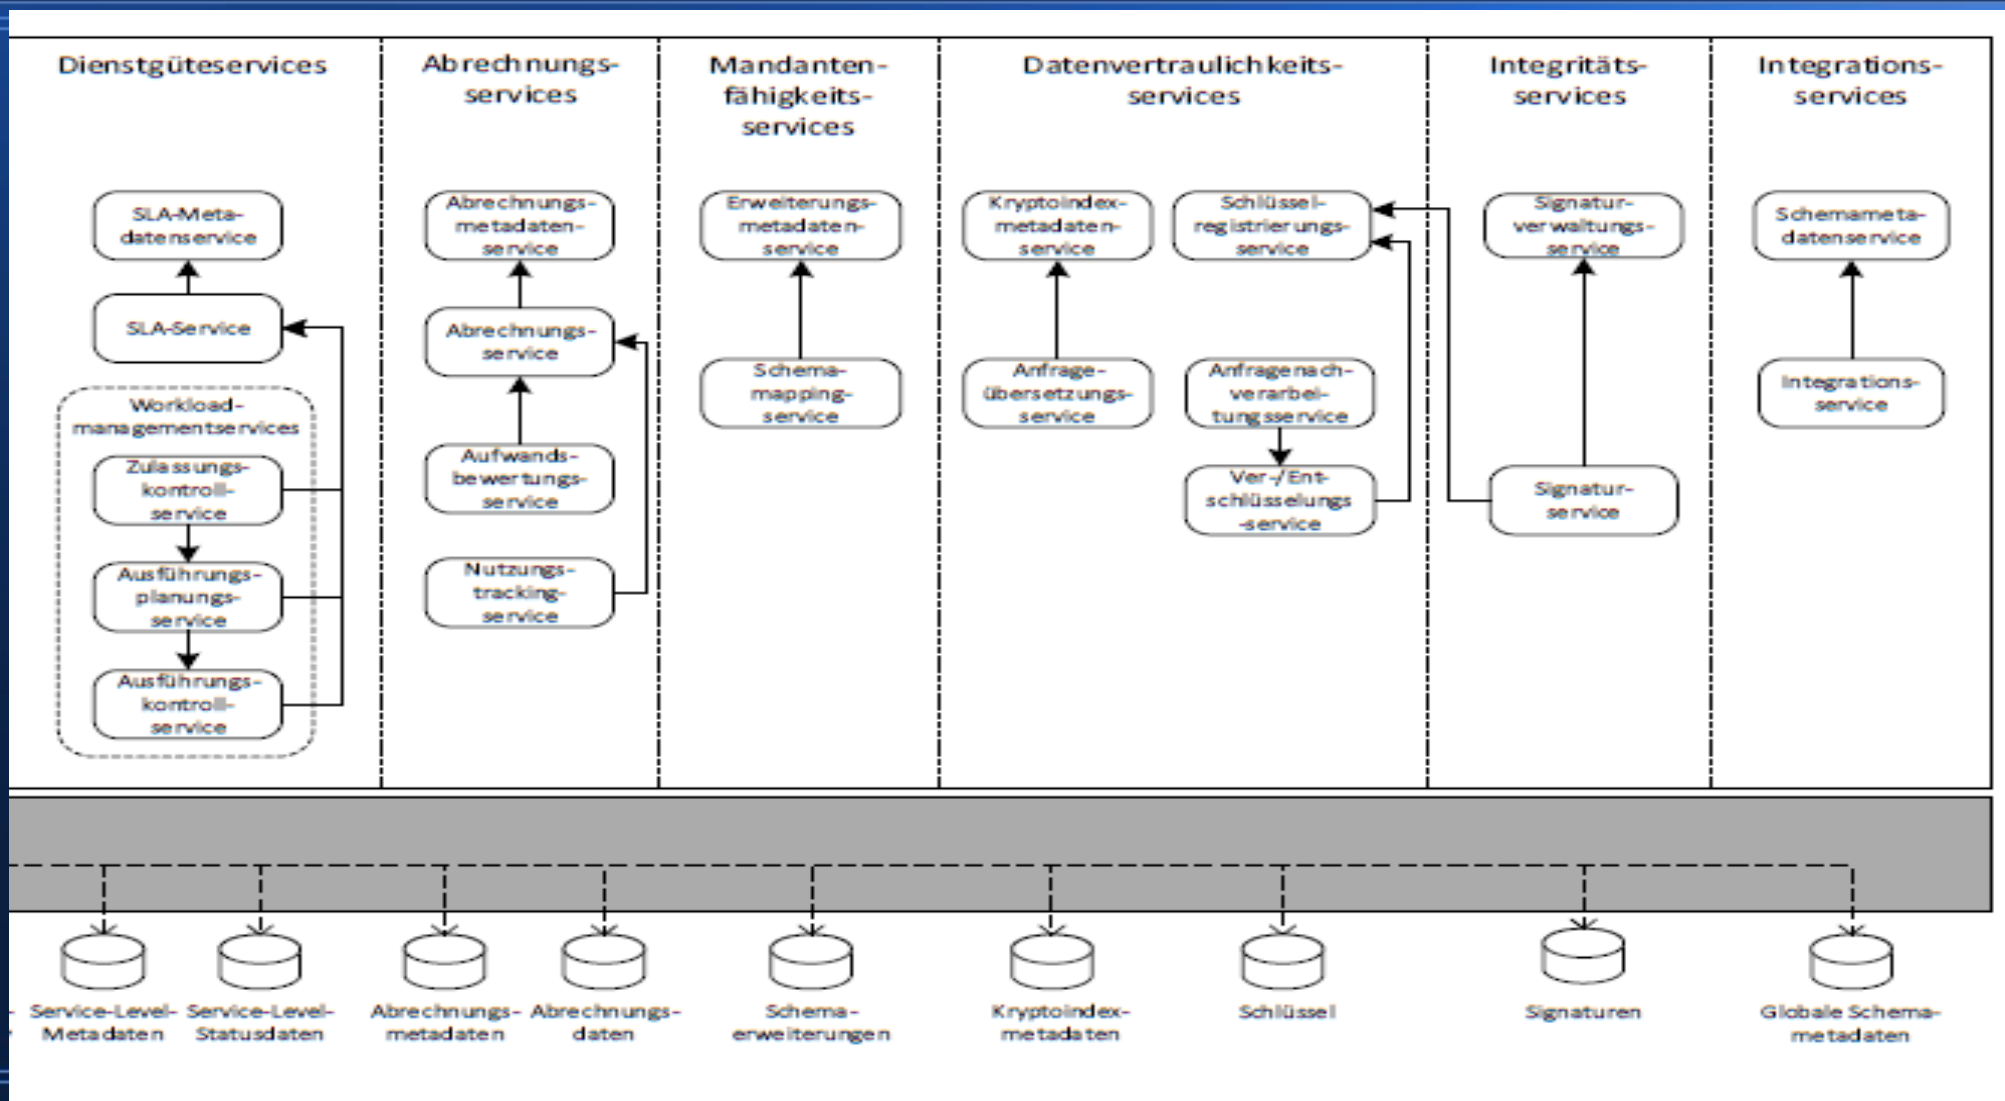 Dienstgüteservices
Abrechnungs-
services
Mandanten-
fähigkeits-
services
Datenvertraulichkeits-
services
Integritäts-
services
Integrations-
services
SLA-Meta-
datenservice
SLA-Service
Workload-
managementservices
Zulassungs-
kontroll-
service
Ausführungs-
planungs-
service
Ausführungs-
kontroll-
service
Abrechnungs-
metadaten-
service
Abrechnungs-
service
Aufwands-
bewertungs-
service
Nutzungs-
tracking-
service
Erweiterungs-
metadaten-
service
Schema-
mapping-
service
Kryptoindex-
metadaten-
service
Anfrage-
übersetzungs-
service
Schlüssel-
registrierungs-
service
Anfragenach-
verarbei-
tungsservice
Ver-/Ent-
schlüsselungs
-service
Signatur-
verwaltungs-
service
Signatur-
service
Schemameta-
datenservice
Integrations-
service
Service-Level-
Metadaten
Service-Level-
Statusdaten
Abrechnungs-
metadaten
Abrechnungs-
daten
Schema-
erweiterungen
Kryptoindex-
metadaten
Schlüssel
Signaturen
Globale Schema-
metadaten